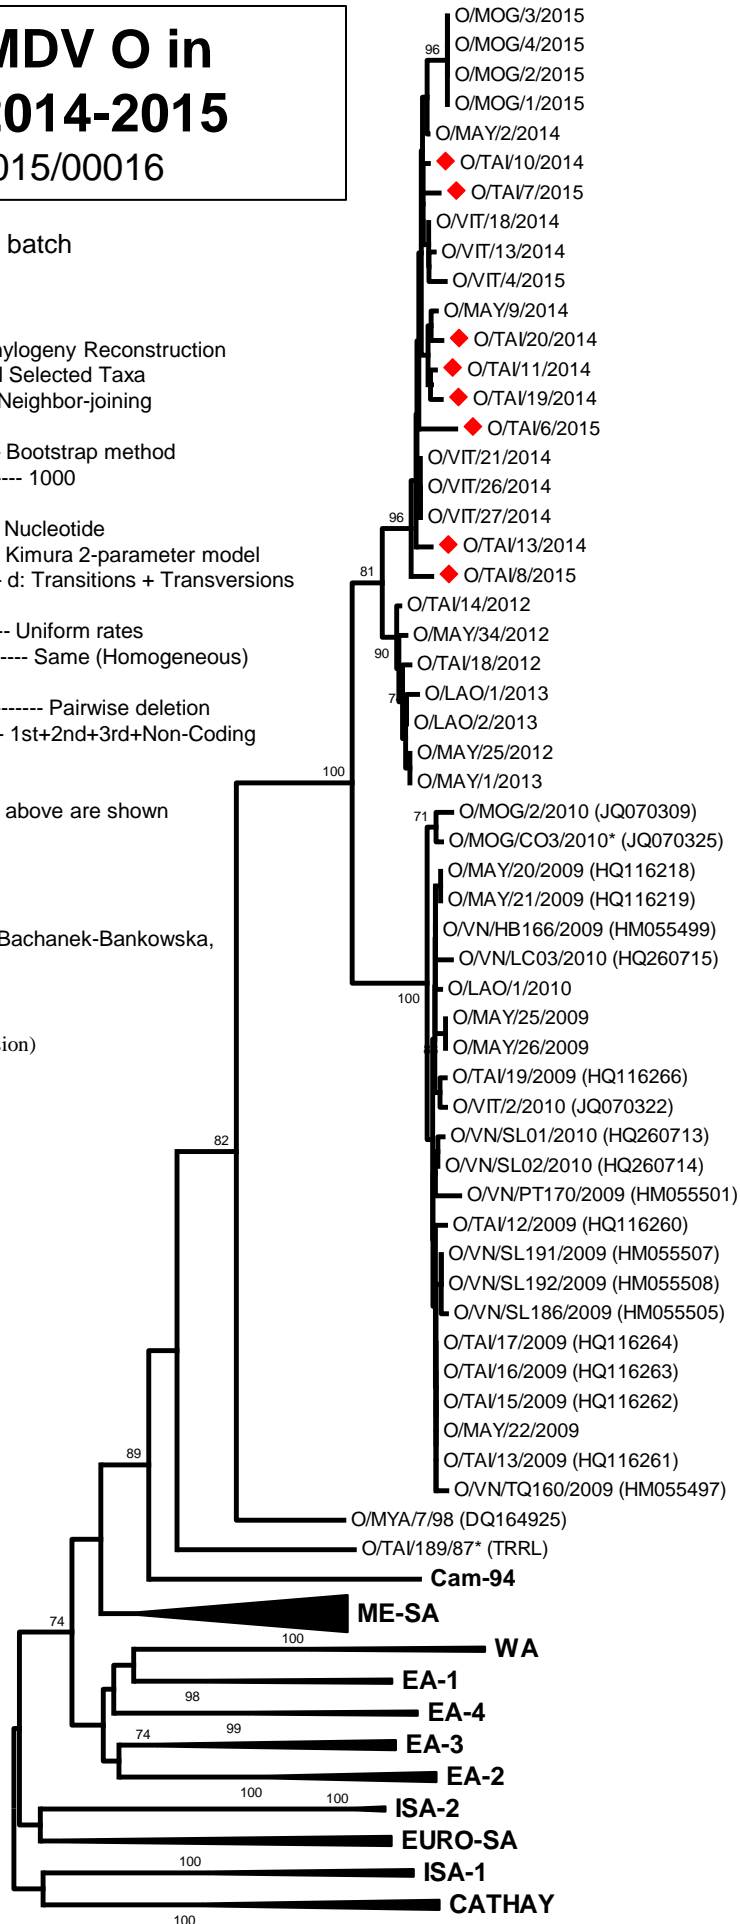 MDV O in
2014-2015
015/00016
batch
hylogeny Reconstruction
l Selected Taxa
Neighbor-joining
Bootstrap method
---- 1000
Nucleotide
Kimura 2-parameter model
- d: Transitions + Transversions
-- Uniform rates
---- Same (Homogeneous)
------- Pairwise deletion
- 1st+2nd+3rd+Non-Coding
above are shown
Bachanek-Bankowska,
sion)
O/MOG/3/2015
O/MOG/4/2015
96
O/MOG/2/2015
O/MOG/1/2015
O/MAY/2/2014
O/TAI/10/2014
O/TAI/7/2015
O/VIT/18/2014
O/VIT/13/2014
O/VIT/4/2015
O/MAY/9/2014
O/TAI/20/2014
O/TAI/11/2014
O/TAI/19/2014
O/TAI/6/2015
O/VIT/21/2014
O/VIT/26/2014
O/VIT/27/2014
96
O/TAI/13/2014
O/TAI/8/2015
81
O/TAI/14/2012
O/MAY/34/2012
90
O/TAI/18/2012
O/LAO/1/2013
O/LAO/2/2013
O/MAY/25/2012
100
O/MAY/1/2013
O/MOG/2/2010 (JQ070309)
71
O/MOG/CO3/2010* (JQ070325)
O/MAY/20/2009 (HQ116218)
O/MAY/21/2009 (HQ116219)
O/VN/HB166/2009 (HM055499)
O/VN/LC03/2010 (HQ260715)
O/LAO/1/2010
100
O/MAY/25/2009
O/MAY/26/2009
O/TAI/19/2009 (HQ116266)
O/VIT/2/2010 (JQ070322)
O/VN/SL01/2010 (HQ260713)
82
O/VN/SL02/2010 (HQ260714)
O/VN/PT170/2009 (HM055501)
O/TAI/12/2009 (HQ116260)
O/VN/SL191/2009 (HM055507)
O/VN/SL192/2009 (HM055508)
O/VN/SL186/2009 (HM055505)
O/TAI/17/2009 (HQ116264)
O/TAI/16/2009 (HQ116263)
O/TAI/15/2009 (HQ116262)
O/MAY/22/2009
O/TAI/13/2009 (HQ116261)
89
O/VN/TQ160/2009 (HM055497)
O/MYA/7/98 (DQ164925)
O/TAI/189/87* (TRRL)
Cam-94
ME-SA
74
100
WA
EA-1
98
EA-4
74
99
EA-3
EA-2
100
100
ISA-2
EURO-SA
100
ISA-1
CATHAY
100